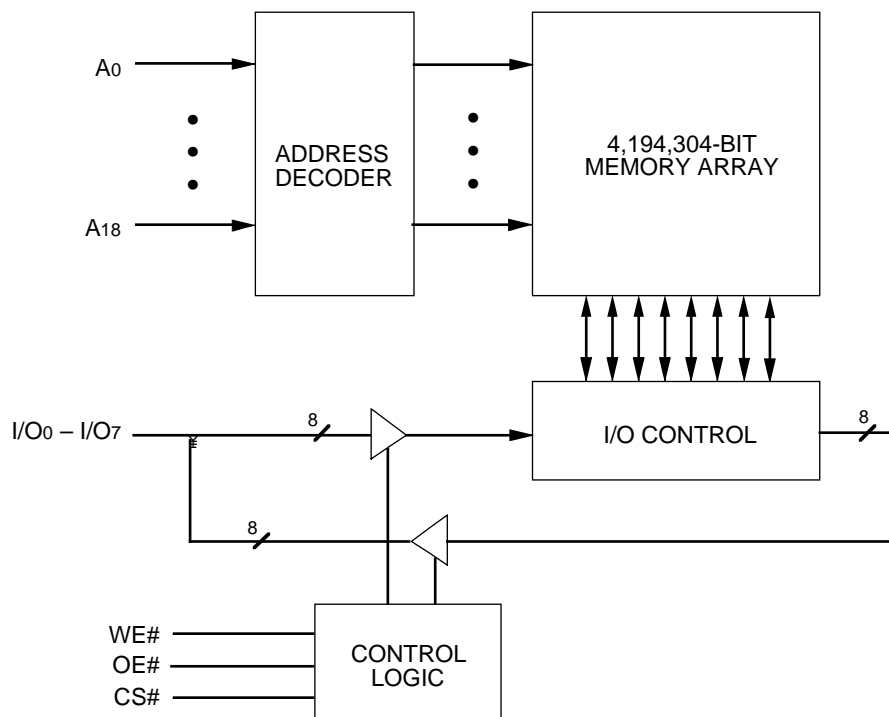 A0
ADDRESS
DECODER
4,194,304-BIT
MEMORY ARRAY
A18
I/O0 – I/O7
8
I/O CONTROL
8
8
WE#
OE#
CS#
CONTROL
LOGIC